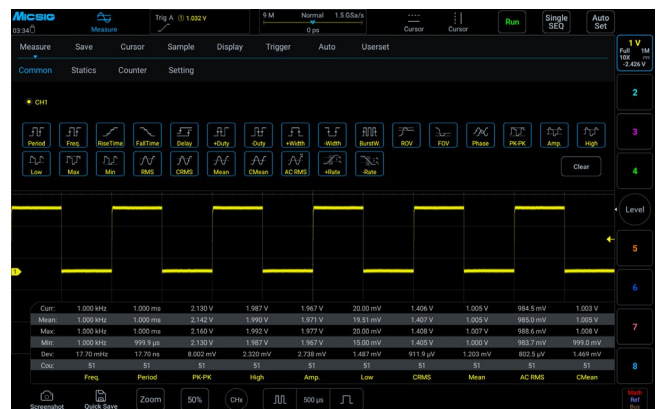 Micsig
03:34
Measure
Trig A ① 1.032 V
9 M Normal 1.5 GSa/s
0 ps
Cursor
Cursor
Run
Single SEQ
Auto Set
Measure Save Cursor Sample Display Trigger Auto Userset
Common Statics Counter Setting
CH1
Period Freq. RiseTime FallTime Delay +Duty -Duty +Width -Width BurstW. ROV FOV Phase PK-PK Amp. High
Low Max Min RMS CRMS Mean CMean AC RMS +Rate -Rate
Clear
1 V
Full 1M
10X
-2.426 V
2
3
4
Level
5
6
7
8
1
Curr: 1.000 kHz 1.000 ms 2.130 V 1.987 V 1.967 V 20.00 mV 1.406 V 1.005 V 984.5 mV 1.003 V
Mean: 1.000 kHz 1.000 ms 2.142 V 1.990 V 1.971 V 19.51 mV 1.407 V 1.005 V 985.0 mV 1.005 V
Max: 1.000 kHz 1.000 ms 2.160 V 1.992 V 1.977 V 20.00 mV 1.408 V 1.007 V 988.6 mV 1.008 V
Min: 1.000 kHz 999.9 µs 2.130 V 1.987 V 1.967 V 15.00 mV 1.405 V 1.000 V 983.7 mV 999.0 mV
Dev: 17.70 mHz 17.70 ns 8.002 mV 2.320 mV 2.738 mV 1.487 mV 911.9 µV 1.203 mV 802.5 µV 1.469 mV
Cou: 51 51 51 51 51 51 51 51 51 51
Freq. Period PK-PK High Amp. Low CRMS Mean AC RMS CMean
Screenshot Quick Save Zoom 50% CHx 500 µs
Math
Ref
Bus